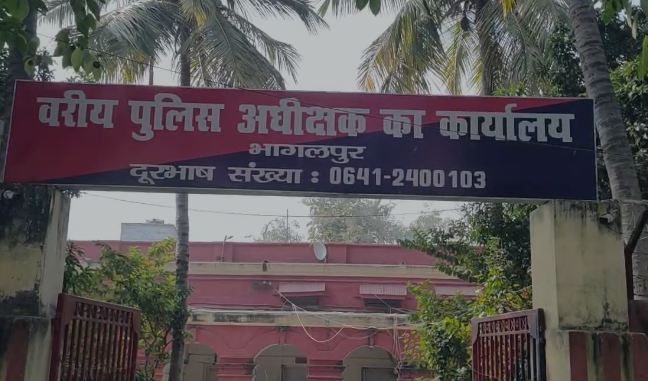 वरीय पुलिस अधीक्षक का कार्यालय
भागलपुर
दूरभाष संख्या : 0641-2400103